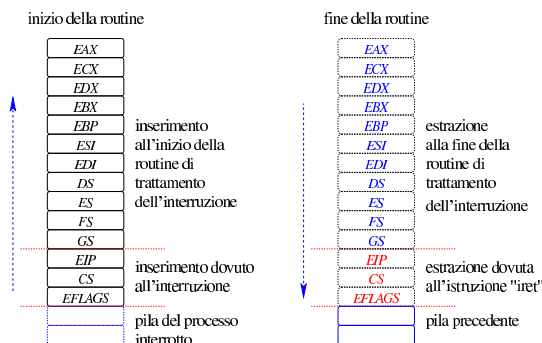 inizio della routine
EAX
ECX
EDX
EBX
EBP
ESI
EDI
DS
ES
FS
GS
EIP
CS
EFLAGS
inserimento
all'inizio della
routine di
trattamento
dell'interruzione
inserimento dovuto
all'interruzione
pila del processo
interrotto
fine della routine
EAX
ECX
EDX
EBX
EBP
ESI
EDI
DS
ES
FS
GS
EIP
CS
EFLAGS
estrazione
alla fine della
routine di
trattamento
dell'interruzione
estrazione dovuta
all'istruzione "iret"
pila precedente